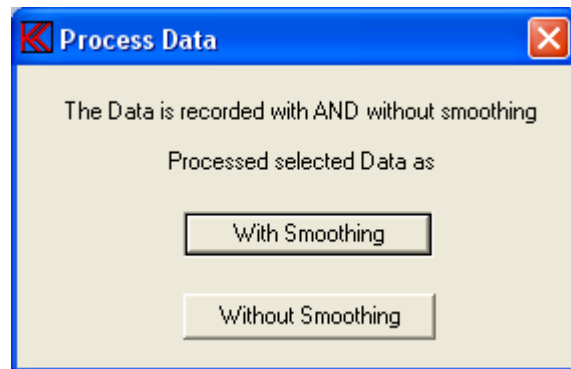 Process Data
The Data is recorded with AND without smoothing
Processed selected Data as
With Smoothing
Without Smoothing